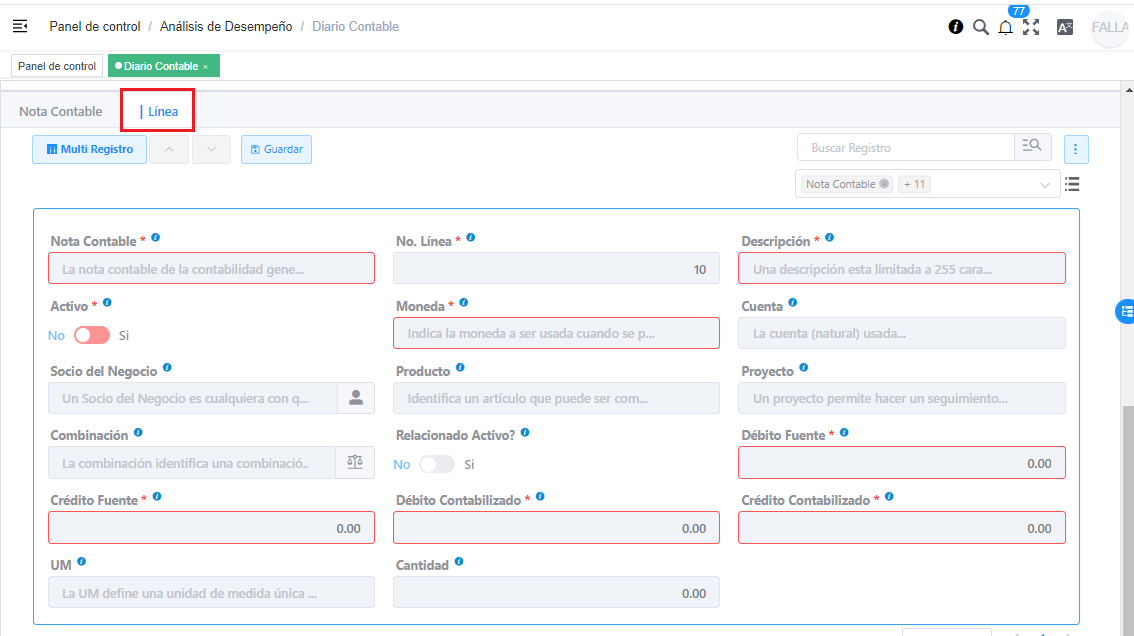 Panel de control / Análisis de Desempeño / Diario Contable
77
FALLA
Panel de control
Diario Contable ×
Nota Contable
Línea
Multi Registro
Guardar
Buscar Registro
Nota Contable
+ 11
Nota Contable *
No. Línea *
Descripción *
La nota contable de la contabilidad gene...
10
Una descripción esta limitada a 255 cara...
Activo *
Moneda *
Cuenta
No Si
Indica la moneda a ser usada cuando se p...
La cuenta (natural) usada...
Socio del Negocio
Producto
Proyecto
Un Socio del Negocio es cualquiera con q...
Identifica un artículo que puede ser com...
Un proyecto permite hacer un seguimiento...
Combinación
Relacionado Activo?
Débito Fuente *
La combinación identifica una combinació..
No Si
0.00
Crédito Fuente *
Débito Contabilizado *
Crédito Contabilizado *
0.00
0.00
0.00
UM
Cantidad
La UM define una unidad de medida única ...
0.00